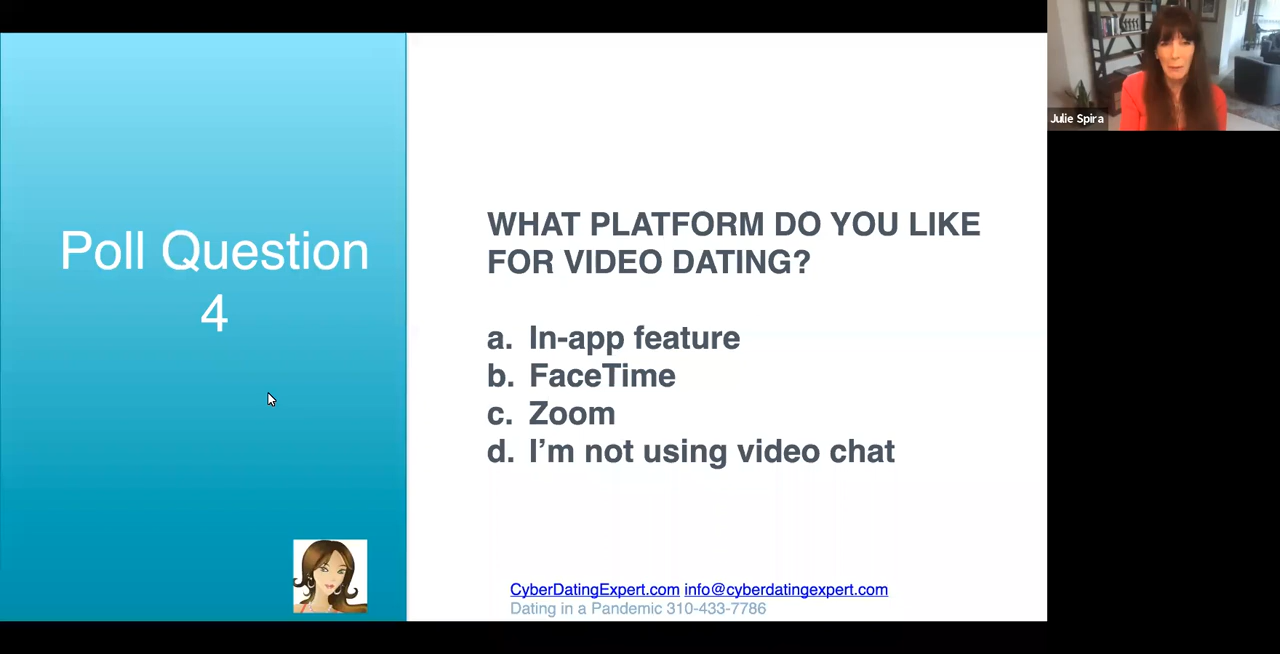 Poll Question
4
WHAT PLATFORM DO YOU LIKE
FOR VIDEO DATING?
a. In-app feature
b. FaceTime
c. Zoom
d. I’m not using video chat
CyberDatingExpert.com info@cyberdatingexpert.com
Dating in a Pandemic 310-433-7786
Julie Spira